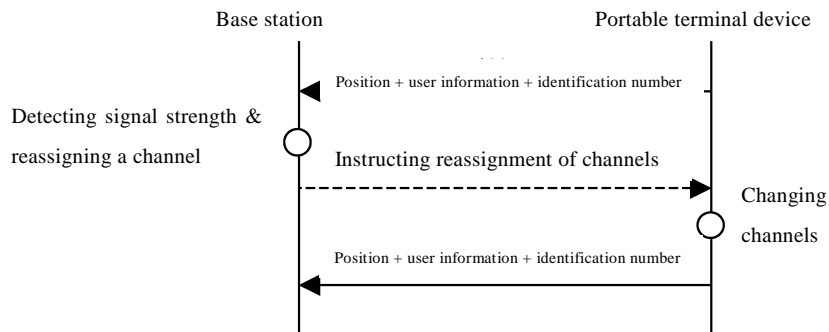 Base station
Portable terminal device
Position + user information + identification number
Detecting signal strength &
reassigning a channel
Instructing reassignment of channels
Changing
channels
Position + user information + identification number